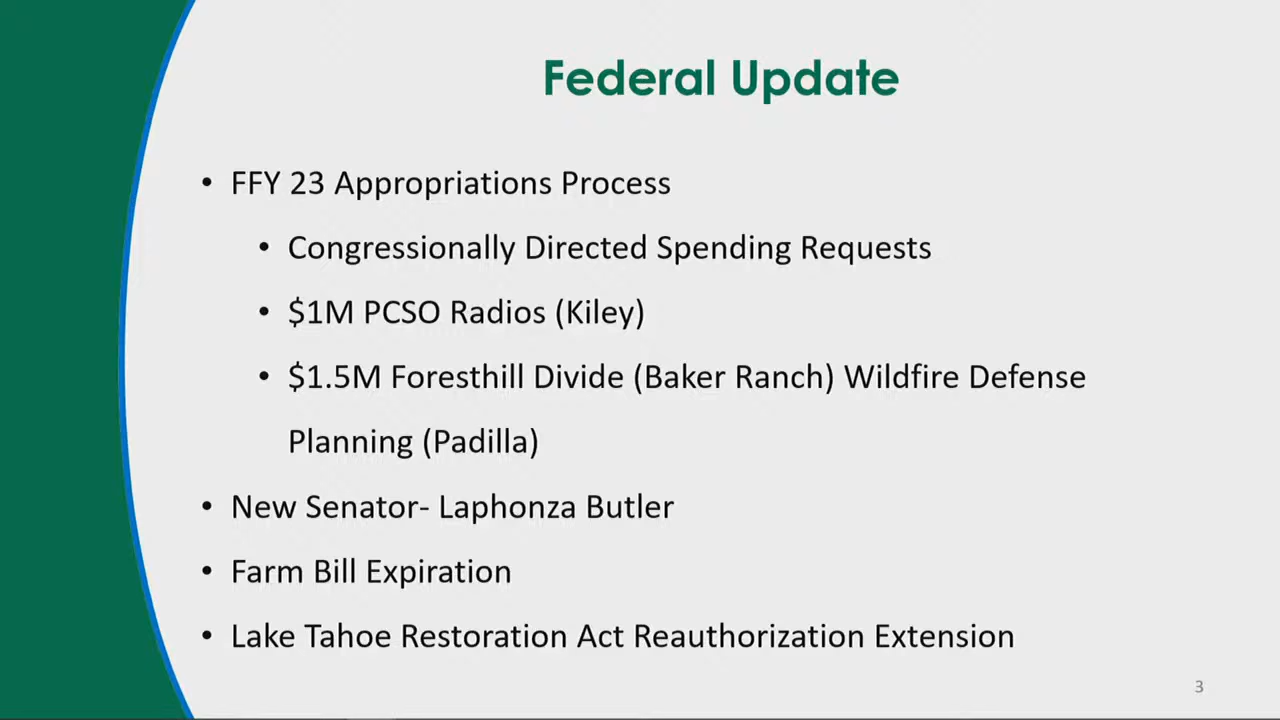 Federal Update
• FFY 23 Appropriations Process
• Congressionally Directed Spending Requests
• $1M PCSO Radios (Kiley)
• $1.5M Foresthill Divide (Baker Ranch) Wildfire Defense
Planning (Padilla)
• New Senator- Laphonza Butler
• Farm Bill Expiration
• Lake Tahoe Restoration Act Reauthorization Extension
3